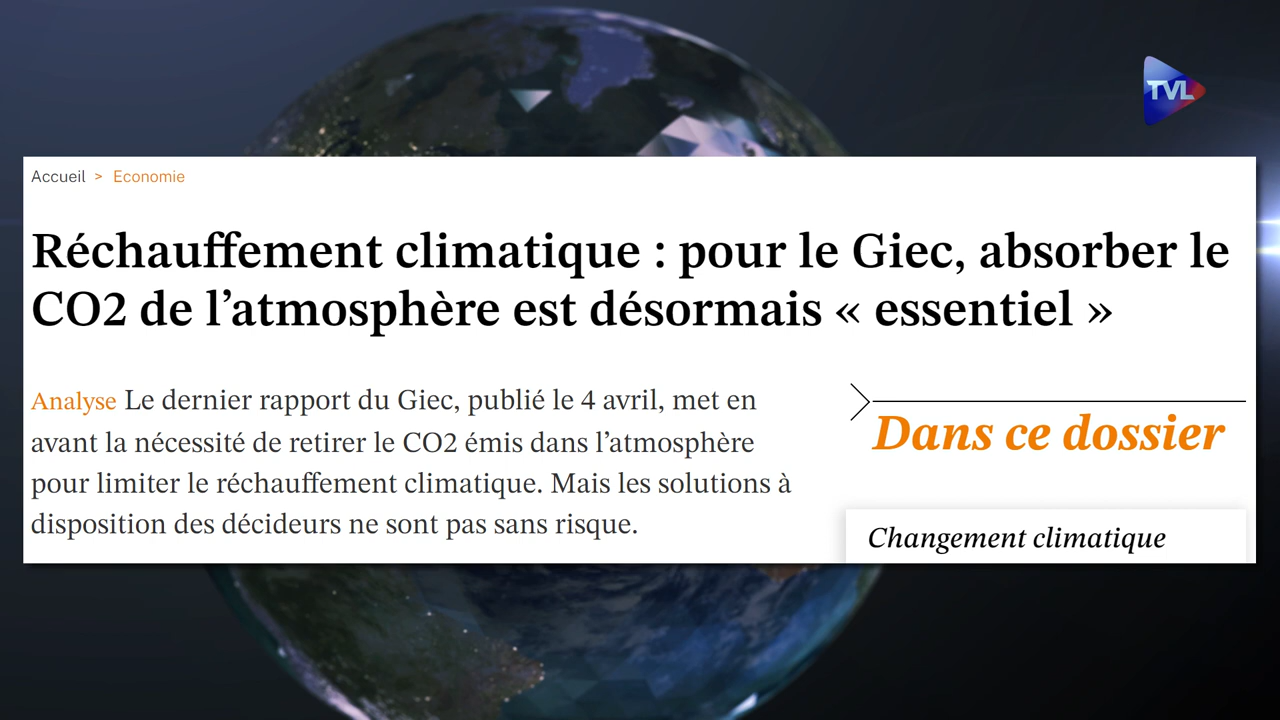 TVL
Accueil > Economie
Réchauffement climatique : pour le Giec, absorber le
CO2 de l’atmosphère est désormais « essentiel »
Analyse Le dernier rapport du Giec, publié le 4 avril, met en
avant la nécessité de retirer le CO2 émis dans l’atmosphère
pour limiter le réchauffement climatique. Mais les solutions à
disposition des décideurs ne sont pas sans risque.
Dans ce dossier
Changement climatique